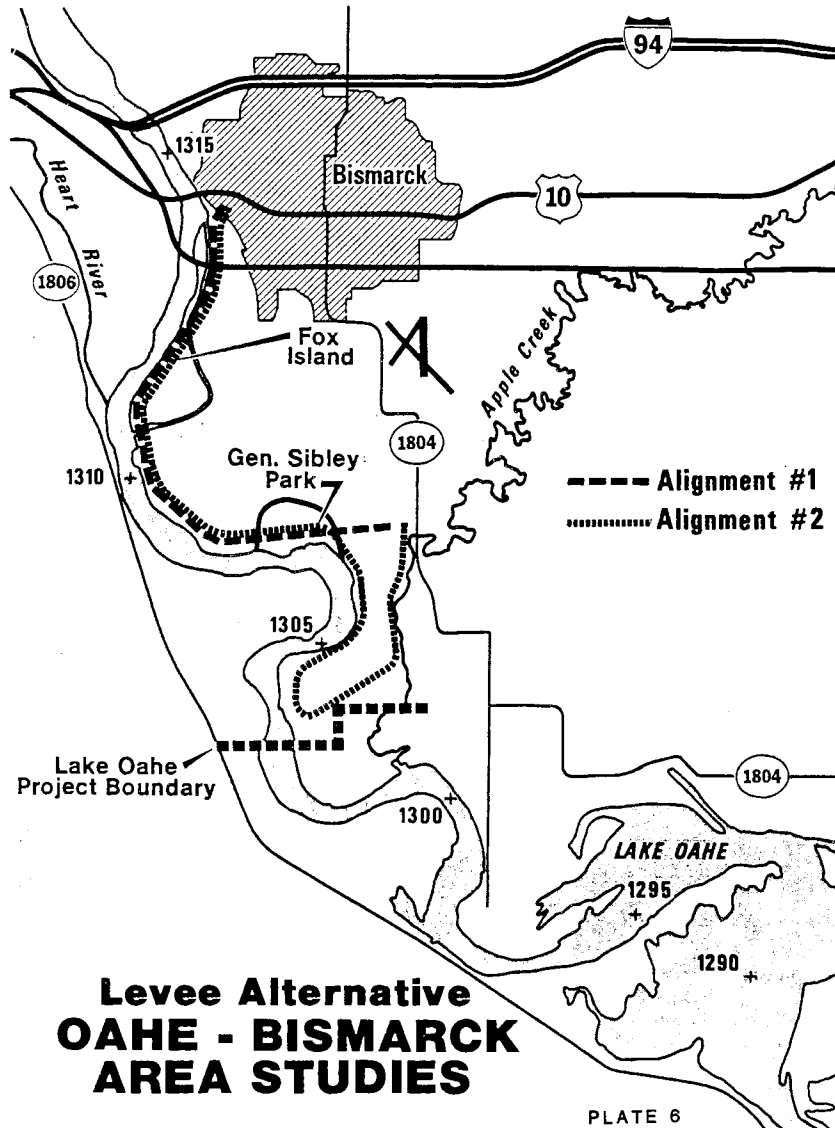 94
1315
Bismarck
10
Heart
River
1806
Fox
Island
Apple Creek
1804
Gen. Sibley
Park
1310
Alignment #1
Alignment #2
1305
Lake Oahe
Project Boundary
1300
1804
LAKE OAHE
1295
1290
Levee Alternative
OAHE - BISMARCK
AREA STUDIES
PLATE 6